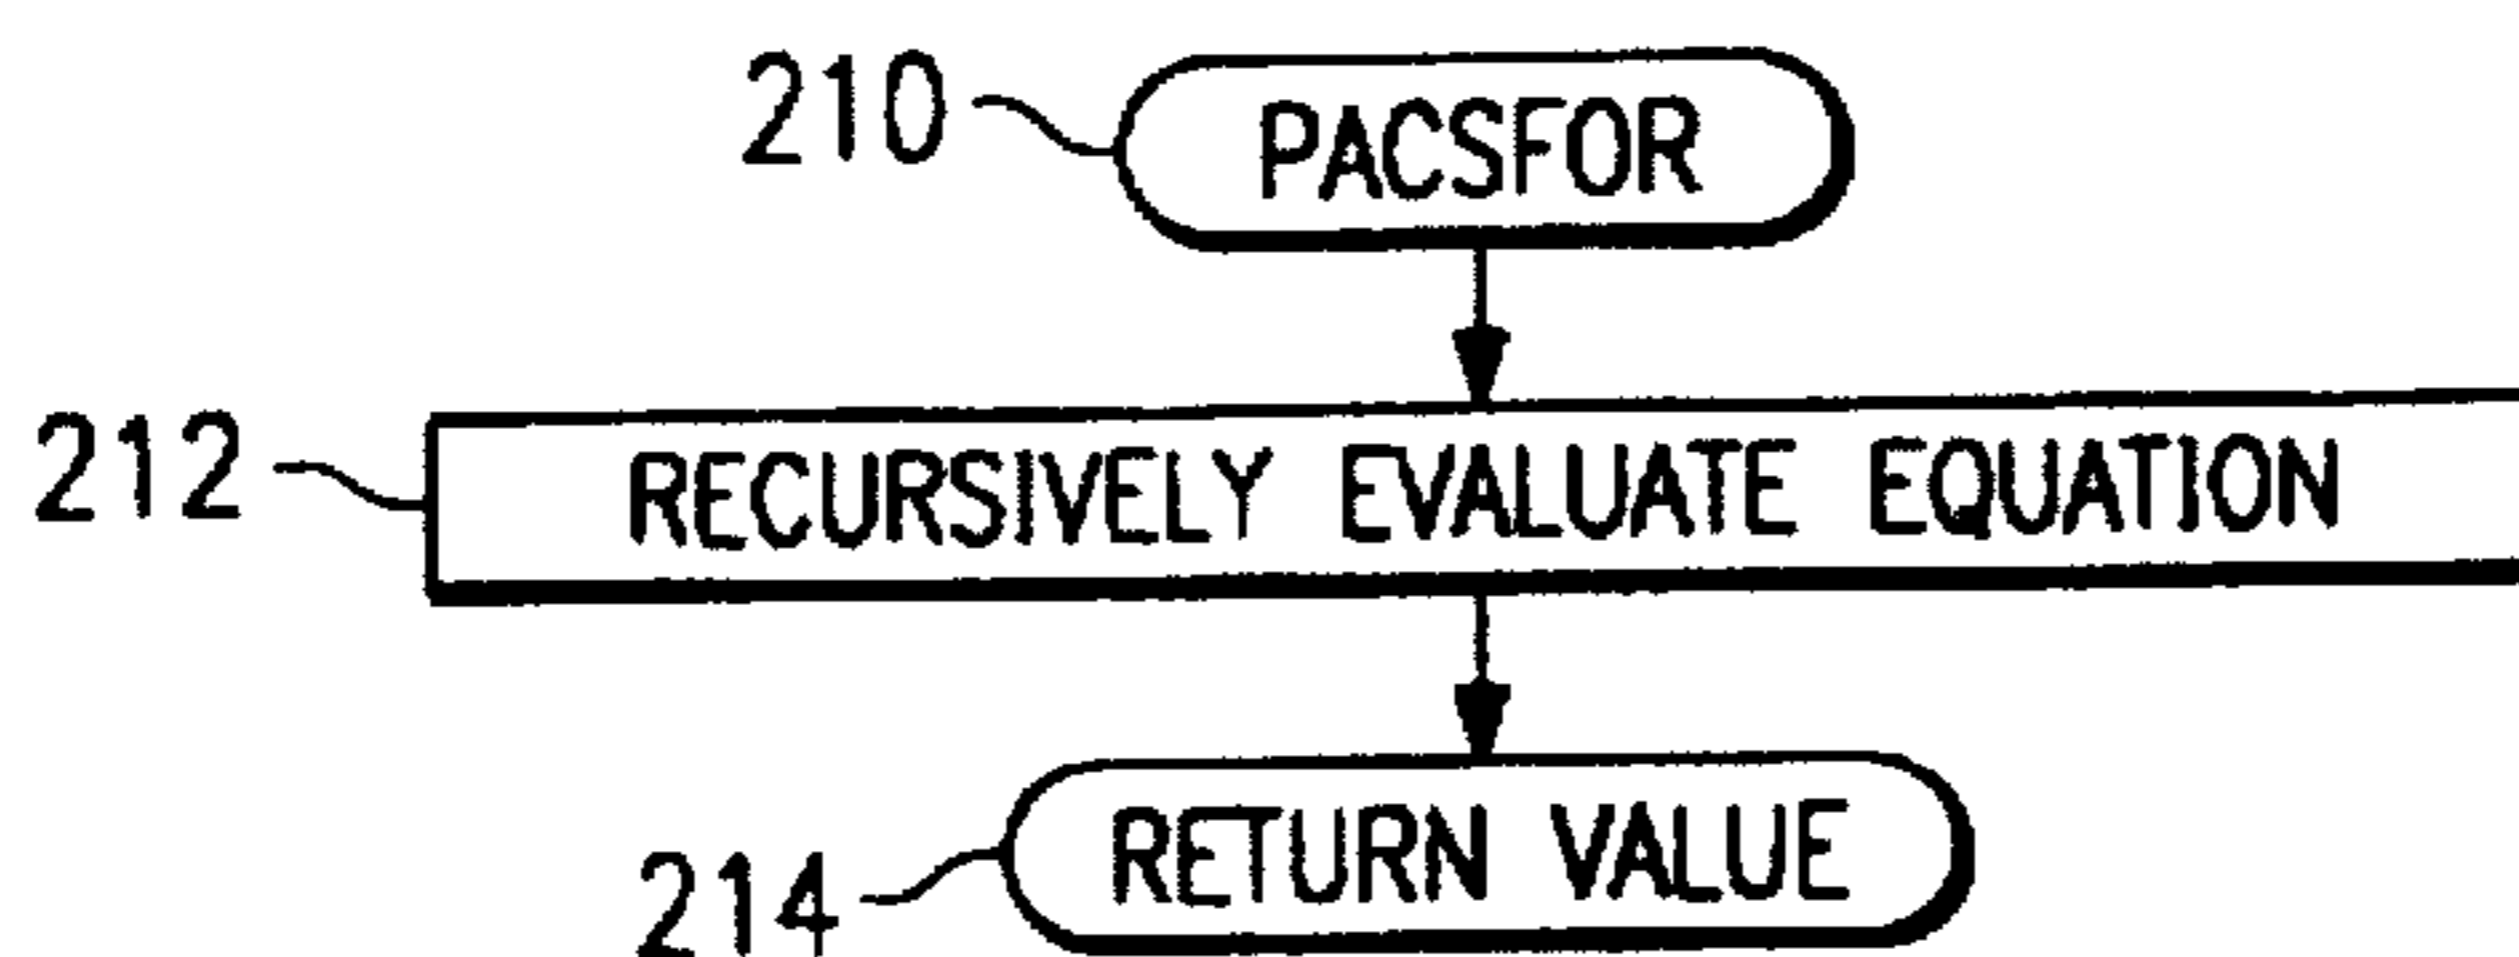 210 PACSFOR
212 RECURSIVELY EVALUATE EQUATION
214 RETURN VALUE